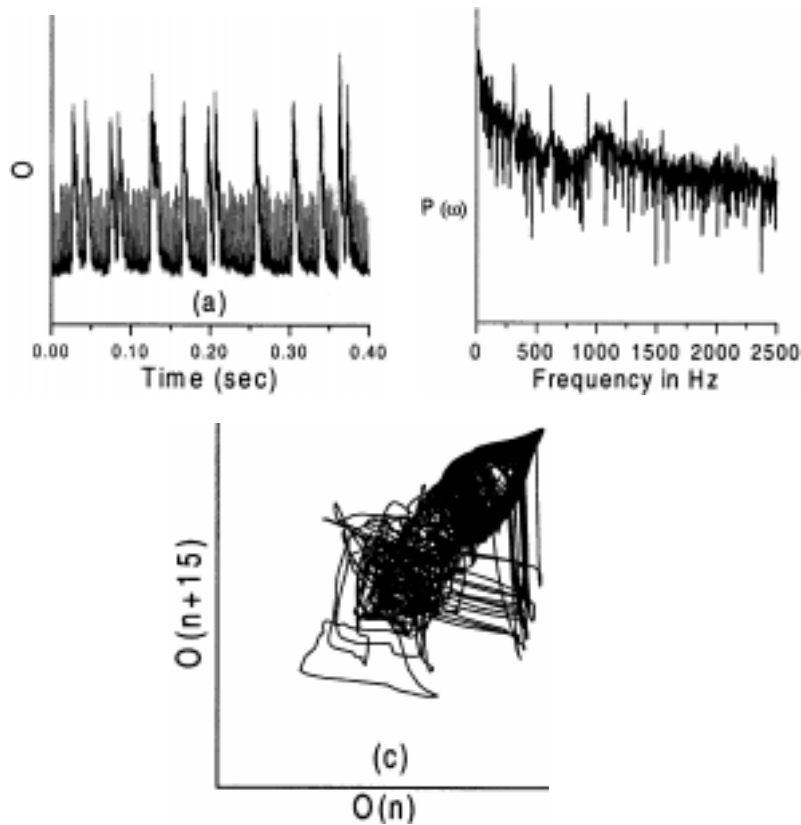 O
(a)
0.00 0.10 0.20 0.30 0.40
Time (sec)
P (ω)
0 500 1000 1500 2000 2500
Frequency in Hz
O(n+15)
(c)
O(n)